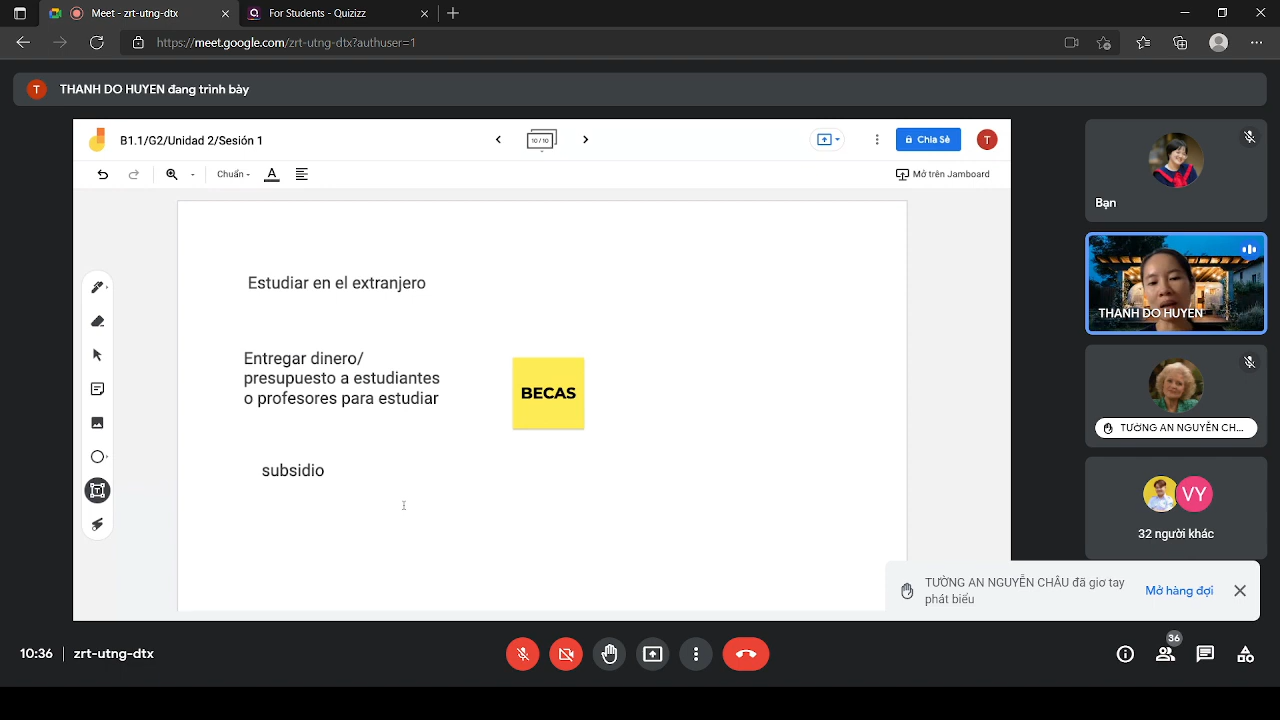 Meet - zrt-utng-dtx
For Students - Quizizz
https://meet.google.com/zrt-utng-dtx?authuser=1
T
THANH DO HUYEN đang trình bày
B1.1/G2/Unidad 2/Sesión 1
10 / 10
Chia Sẻ
T
Chuẩn
A
Mở trên Jamboard
Estudiar en el extranjero
Entregar dinero/
presupuesto a estudiantes
o profesores para estudiar
BECAS
subsidio
Bạn
THANH DO HUYEN
TƯỜNG AN NGUYỄN CH...
VY
32 người khác
TƯỜNG AN NGUYỄN CHÂU đã giơ tay
phát biểu
Mở hàng đợi
10:36
zrt-utng-dtx
36